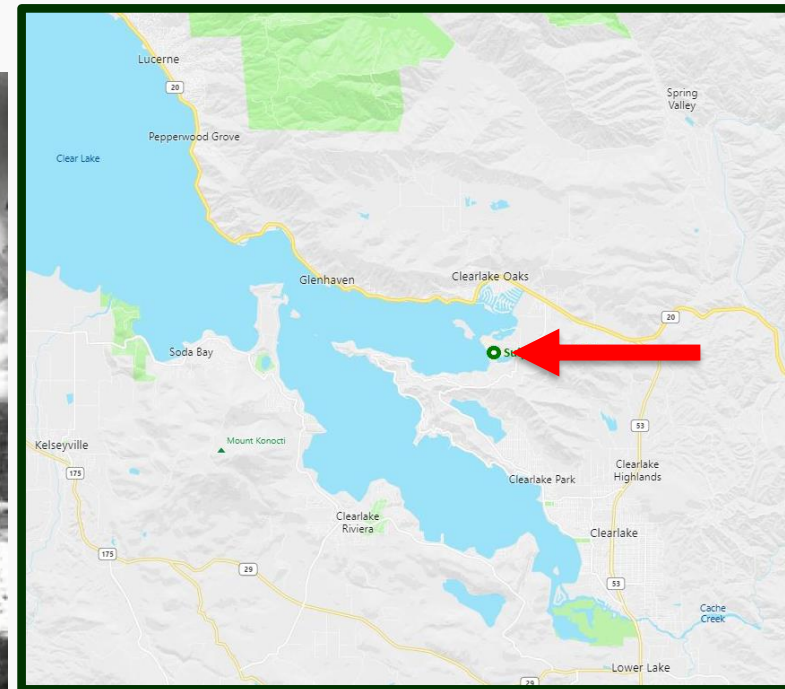 Lucerne
20
Spring
Valley
Pepperwood Grove
Clear Lake
Glenhaven
Clearlake Oaks
20
Soda Bay
53
Kelseyville
Mount Konocti
175
Clearlake Park
Clearlake
Highlands
Clearlake
Riviera
Clearlake
175
29
53
Cache
Creek
Lower Lake
29